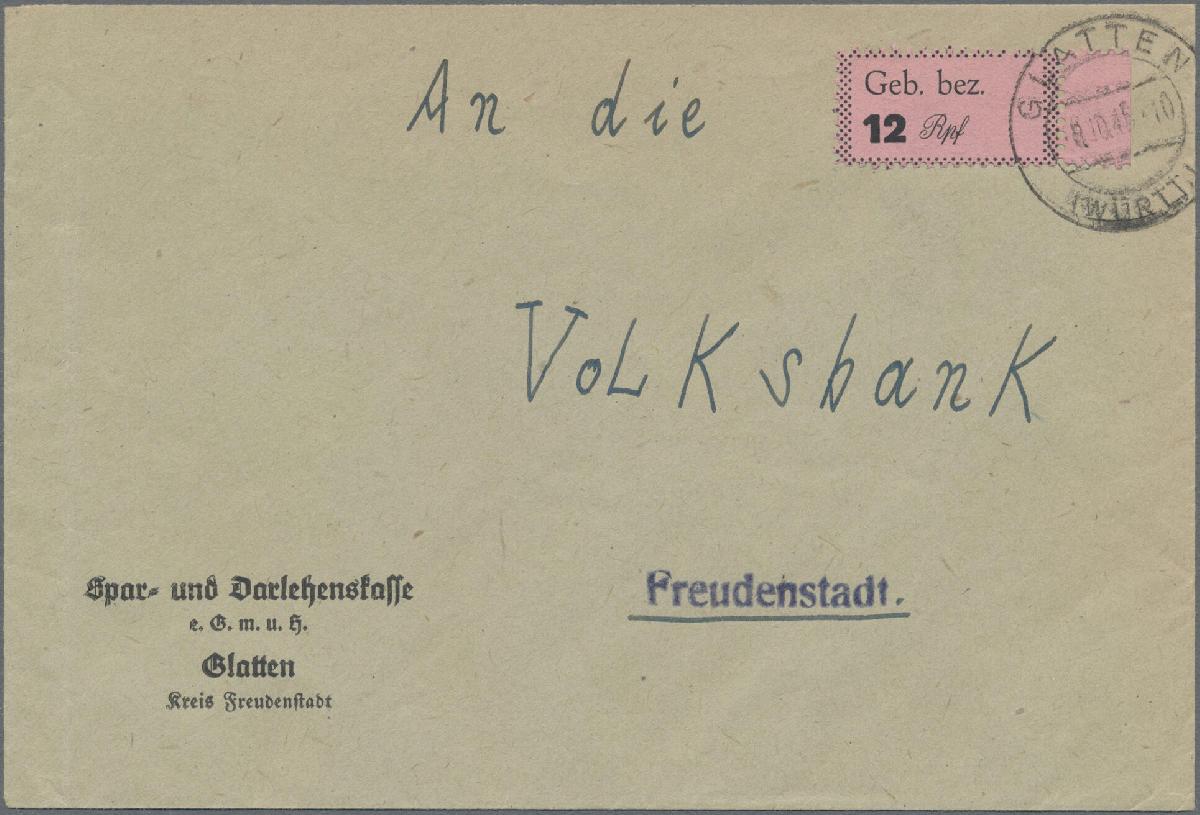 An die
Geb. bez.
12 Rpf
GLATTEN
(WÜRTT)
Volksbank
Freudenstadt.
Spar- und Darlehenskasse
e. G. m. u. H.
Glatten
Kreis Freudenstadt